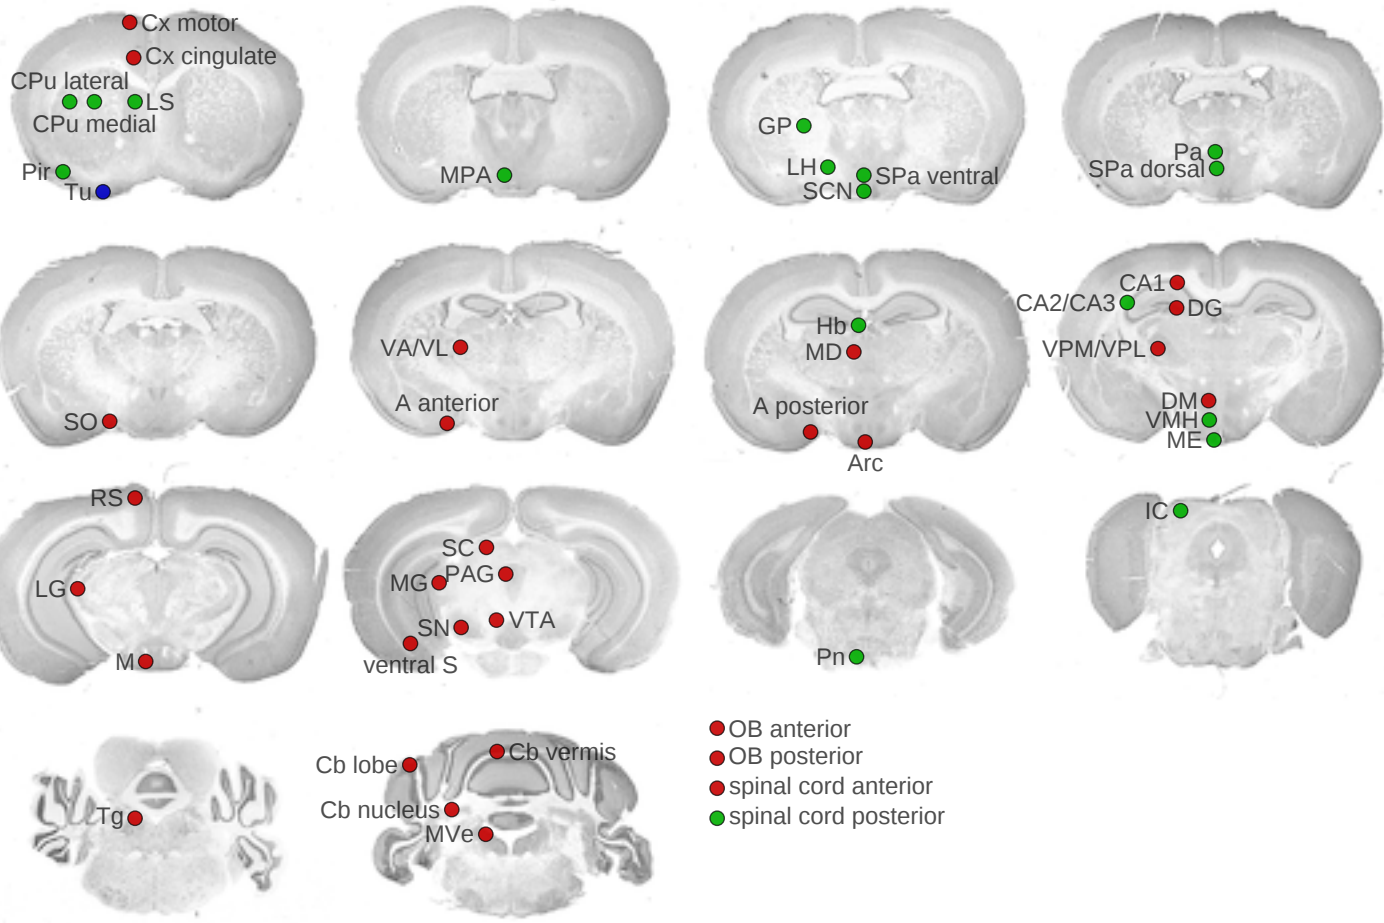 Cx motor
Cx cingulate
CPu lateral
LS
CPu medial
Pir
Tu
MPA
GP
LH
SPa ventral
SCN
Pa
SPa dorsal
SO
VA/VL
A anterior
Hb
MD
A posterior
Arc
CA1
CA2/CA3
DG
VPM/VPL
DM
VMH
ME
RS
LG
M
SC
MG
PAG
SN
VTA
ventral S
Pn
IC
Tg
Cb lobe
Cb vermis
Cb nucleus
MVe
OB anterior
OB posterior
spinal cord anterior
spinal cord posterior